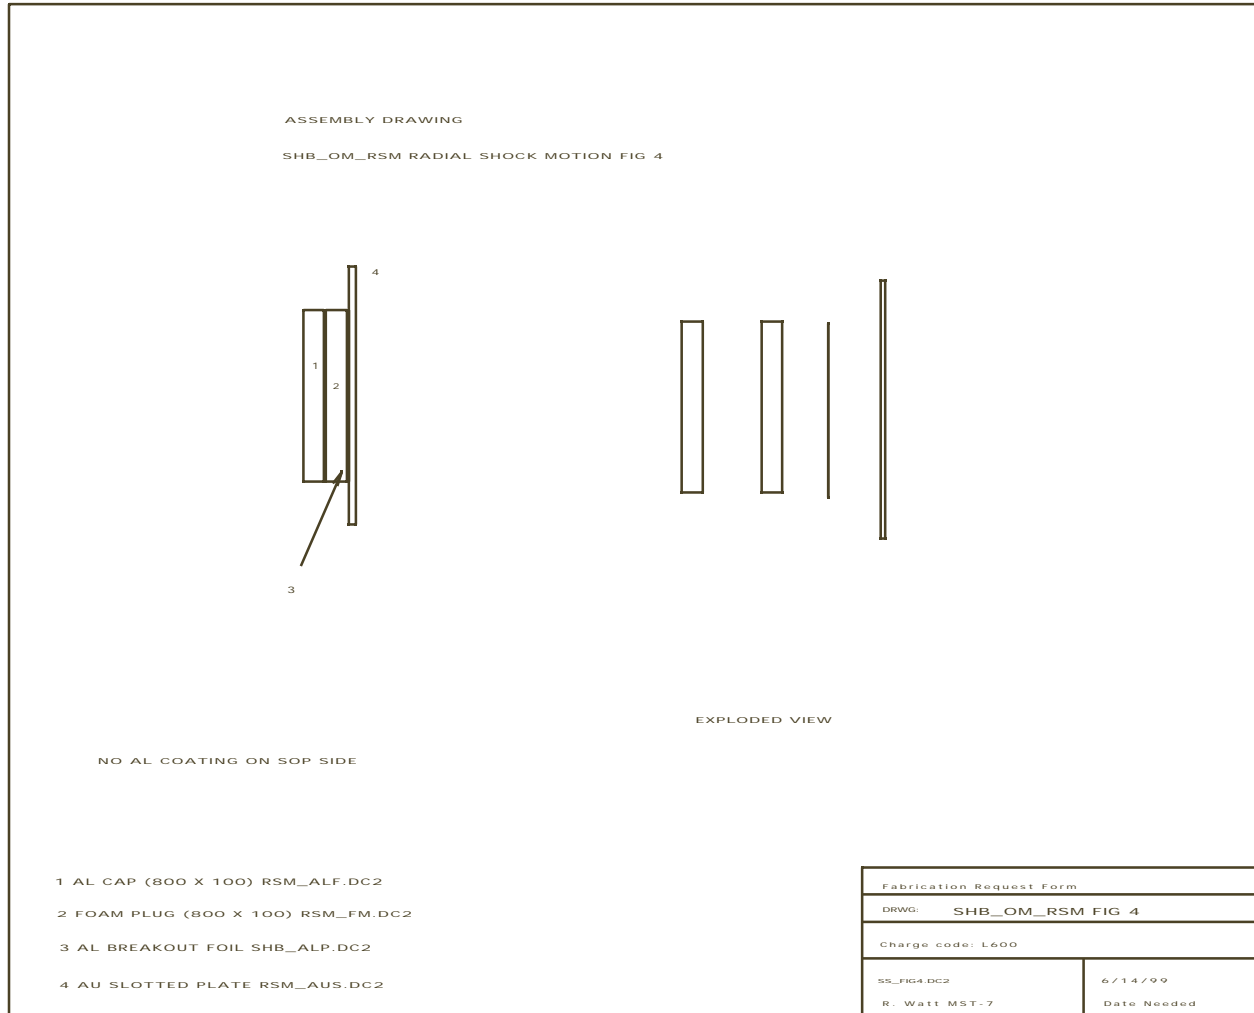 ASSEMBLY DRAWING
SHB_OM_RSM RADIAL SHOCK MOTION FIG 4
4
1
2
3
EXPLODED VIEW
NO AL COATING ON SOP SIDE
1 AL CAP (800 X 100) RSM_ALF.DC2
2 FOAM PLUG (800 X 100) RSM_FM.DC2
3 AL BREAKOUT FOIL SHB_ALP.DC2
4 AU SLOTTED PLATE RSM_AUS.DC2
Fabrication Request Form
DRWG: SHB_OM_RSM FIG 4
Charge code: L600
SS_FIG4.DC2 6/14/99
R. Watt MST-7 Date Needed